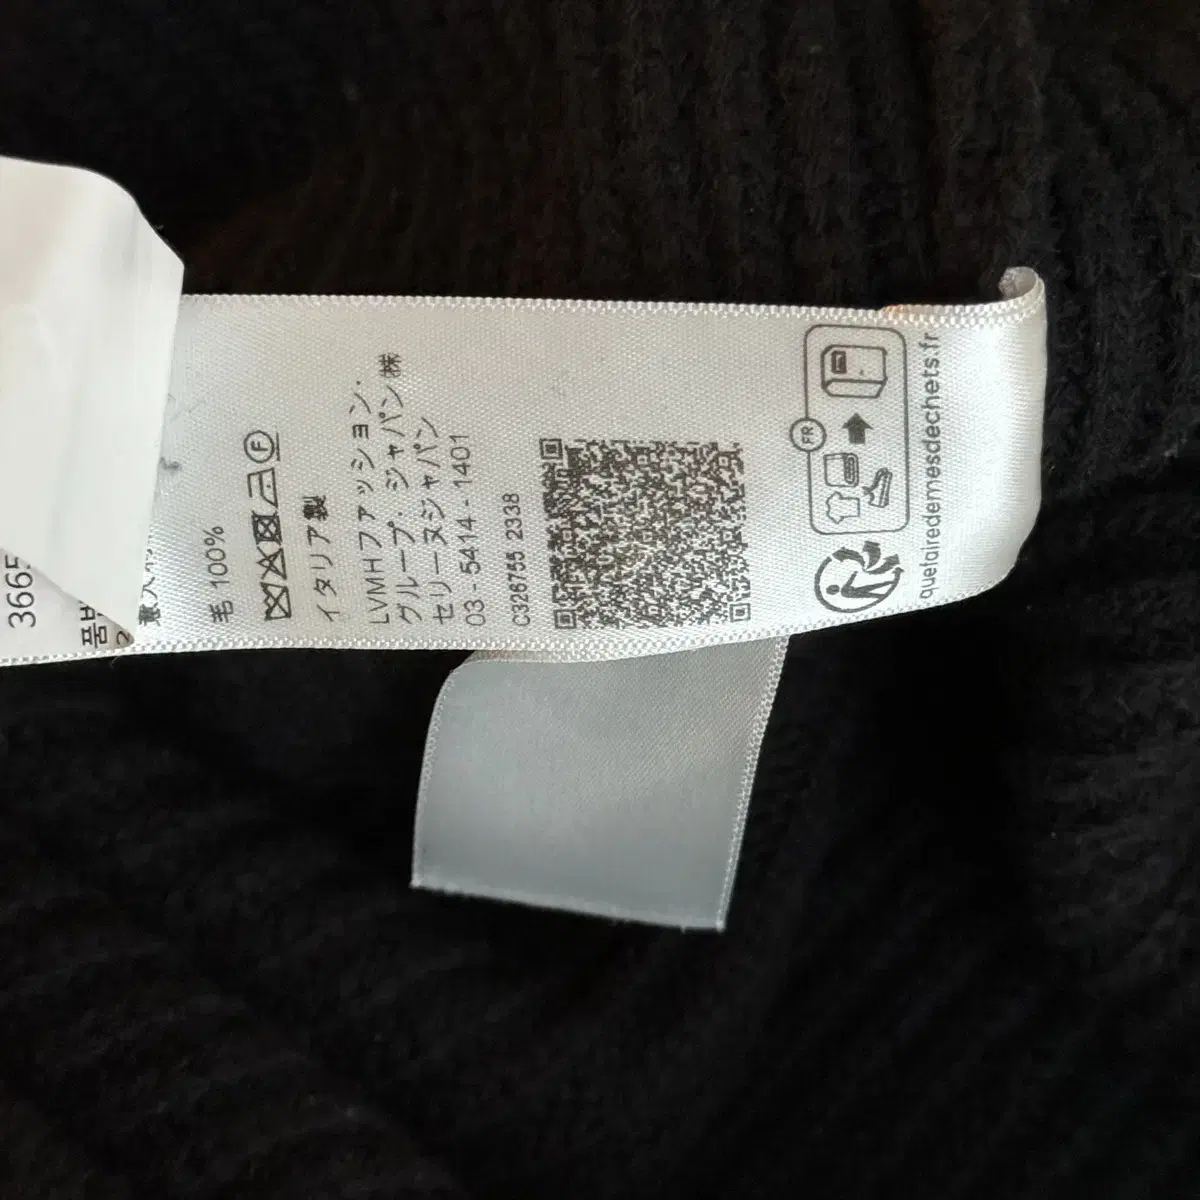 毛 100%
イタリア製
LVMHファッション・
グループ・ジャパン㈱
セリーヌジャパン
03 - 5414 - 1401
C326755 2338
FR
quefairedemesdechets.fr
F